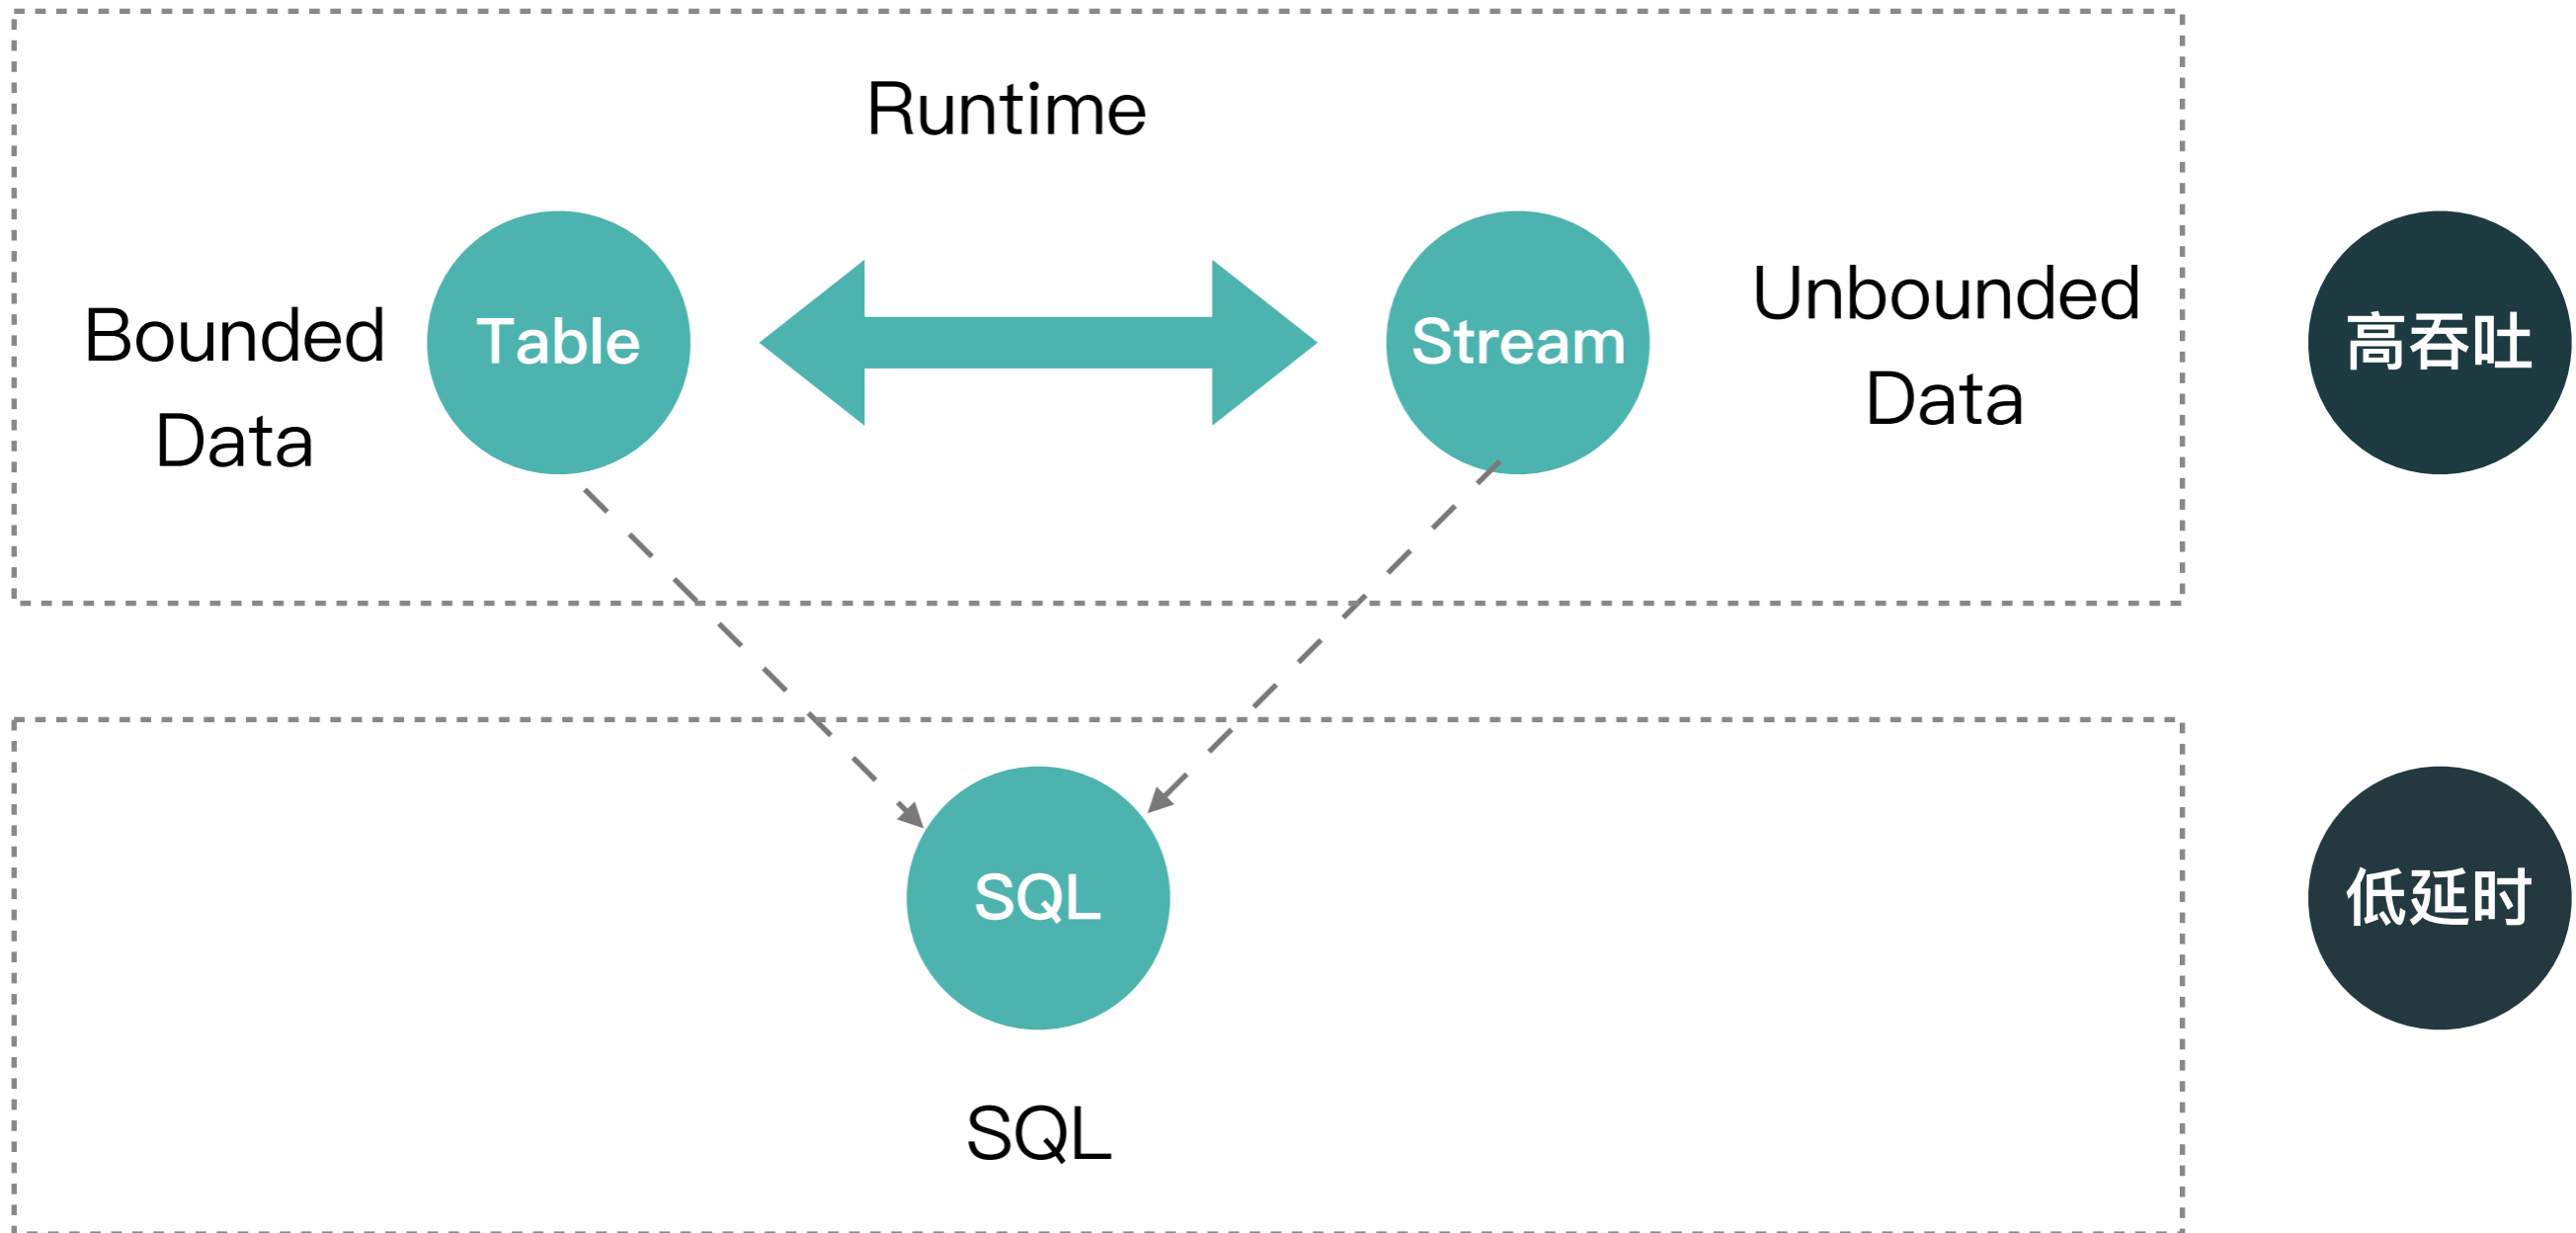 Runtime
Bounded
Data
Table
Stream
Unbounded
Data
高吞吐
SQL
低延时
SQL